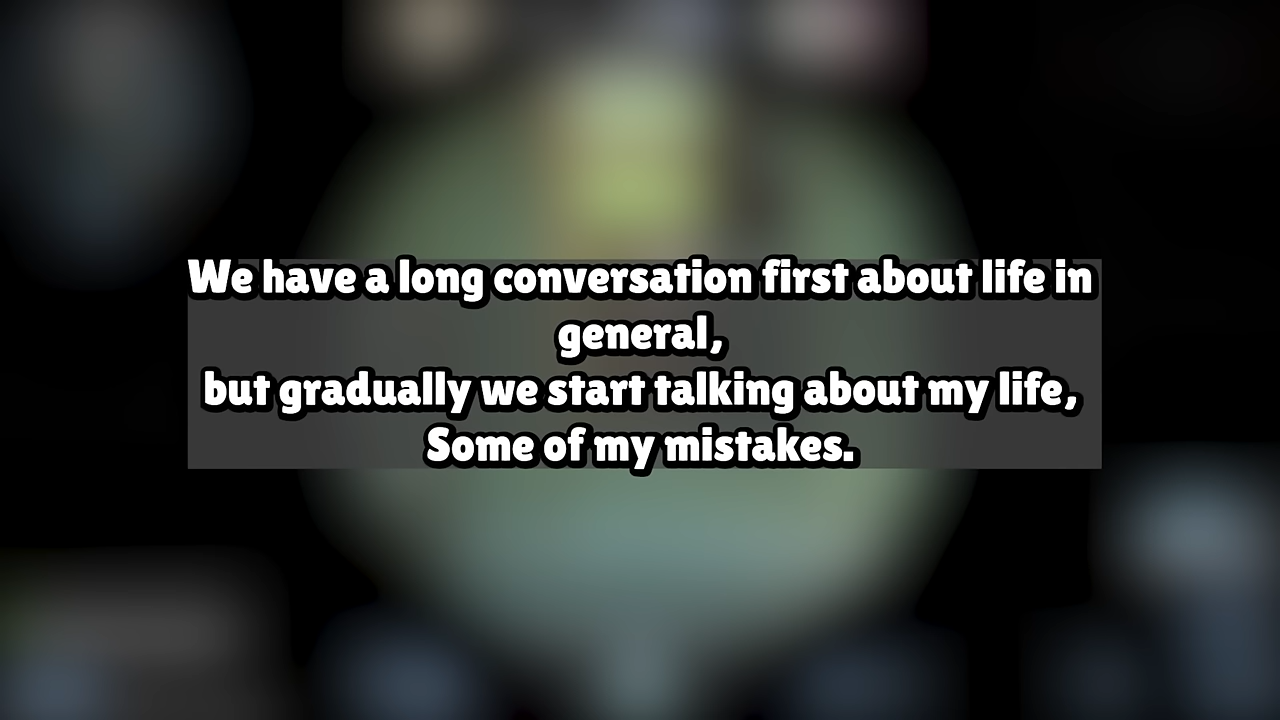 We have a long conversation first about life in
general,
but gradually we start talking about my life,
Some of my mistakes.